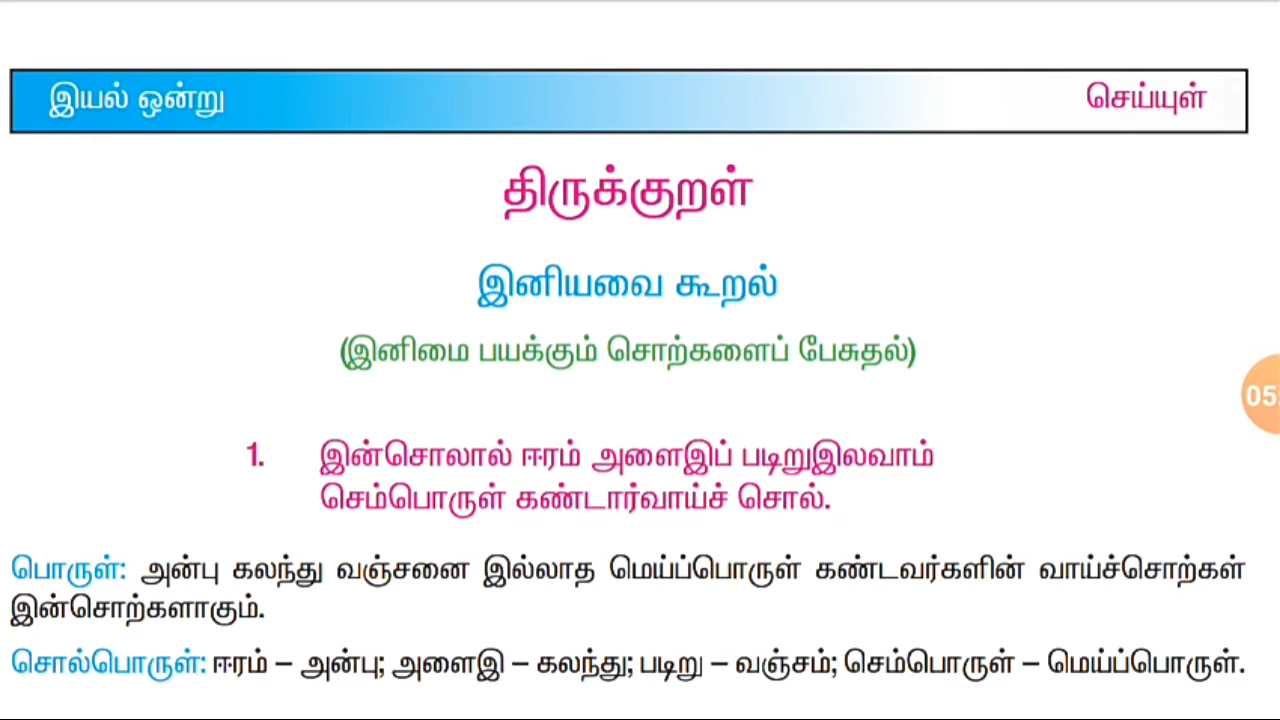 இயல் ஒன்று
செய்யுள்
திருக்குறள்
இனியவை கூறல்
(இனிமை பயக்கும் சொற்களைப் பேசுதல்)
1. இன்சொலால் ஈரம் அளைஇப் படிறுஇலவாம்
செம்பொருள் கண்டார்வாய்ச் சொல்.
பொருள்: அன்பு கலந்து வஞ்சனை இல்லாத மெய்ப்பொருள் கண்டவர்களின் வாய்ச்சொற்கள்
இன்சொற்களாகும்.
சொல்பொருள்: ஈரம் – அன்பு; அளைஇ – கலந்து; படிறு – வஞ்சம்; செம்பொருள் – மெய்ப்பொருள்.